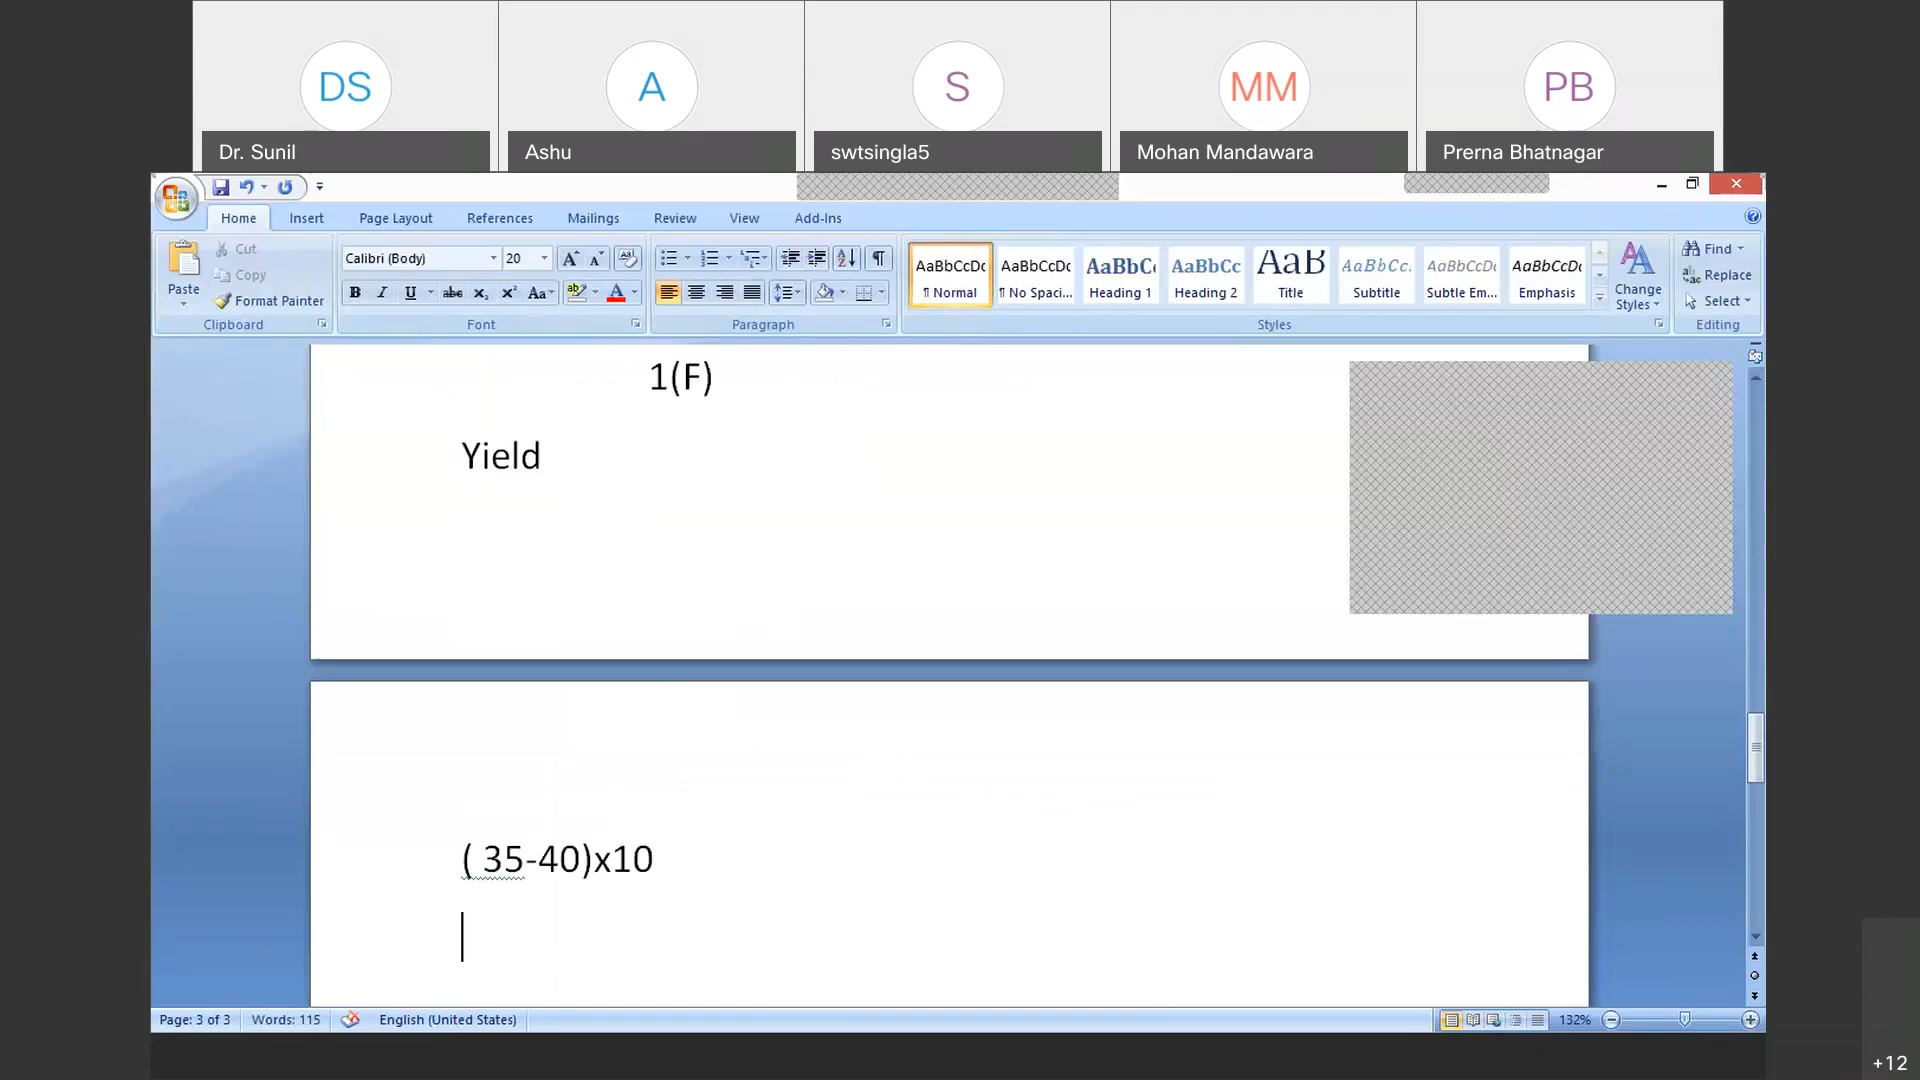 DS
A
S
MM
PB
Dr. Sunil
Ashu
swtsingla5
Mohan Mandawara
Prerna Bhatnagar
Home Insert Page Layout References Mailings Review View Add-Ins
Paste
Cut
Copy
Format Painter
Clipboard
Calibri (Body) 20
Font
Paragraph
AaBbCcDc AaBbCcDc AaBbC AaBbCc AaB AaBbCc. AaBbCcDc AaBbCcDc
¶ Normal ¶ No Spaci... Heading 1 Heading 2 Title Subtitle Subtle Em... Emphasis
Change Styles
Styles
Find
Replace
Select
Editing
1(F)
Yield
( 35-40)x10
Page: 3 of 3 Words: 115 English (United States) 132%
+12